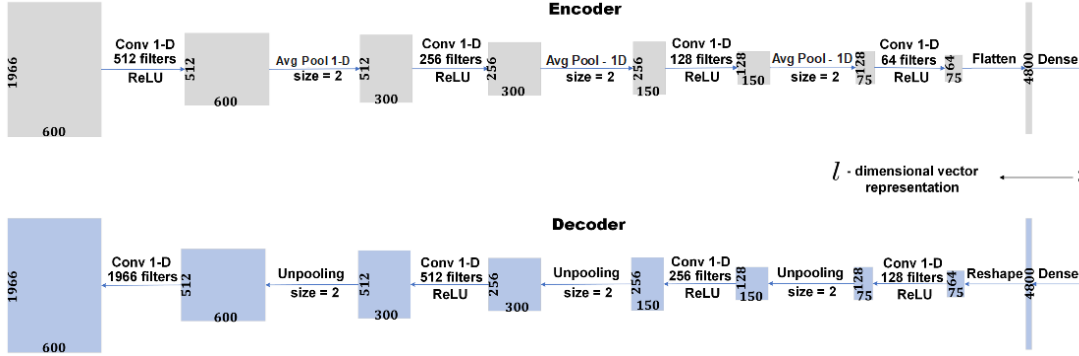 Encoder
1966
600
Conv 1-D
512 filters
ReLU
512
600
Avg Pool 1-D
size = 2
512
300
Conv 1-D
256 filters
ReLU
256
300
Avg Pool - 1D
size = 2
256
150
Conv 1-D
128 filters
ReLU
128
150
Avg Pool - 1D
size = 2
128
75
Conv 1-D
64 filters
ReLU
64
75
Flatten
4800
Dense
l - dimensional vector
representation
Decoder
1966
600
Conv 1-D
1966 filters
512
600
Unpooling
size = 2
512
300
Conv 1-D
512 filters
ReLU
256
300
Unpooling
size = 2
256
150
Conv 1-D
256 filters
ReLU
128
150
Unpooling
size = 2
128
75
Conv 1-D
128 filters
ReLU
64
75
Reshape
4800
Dense